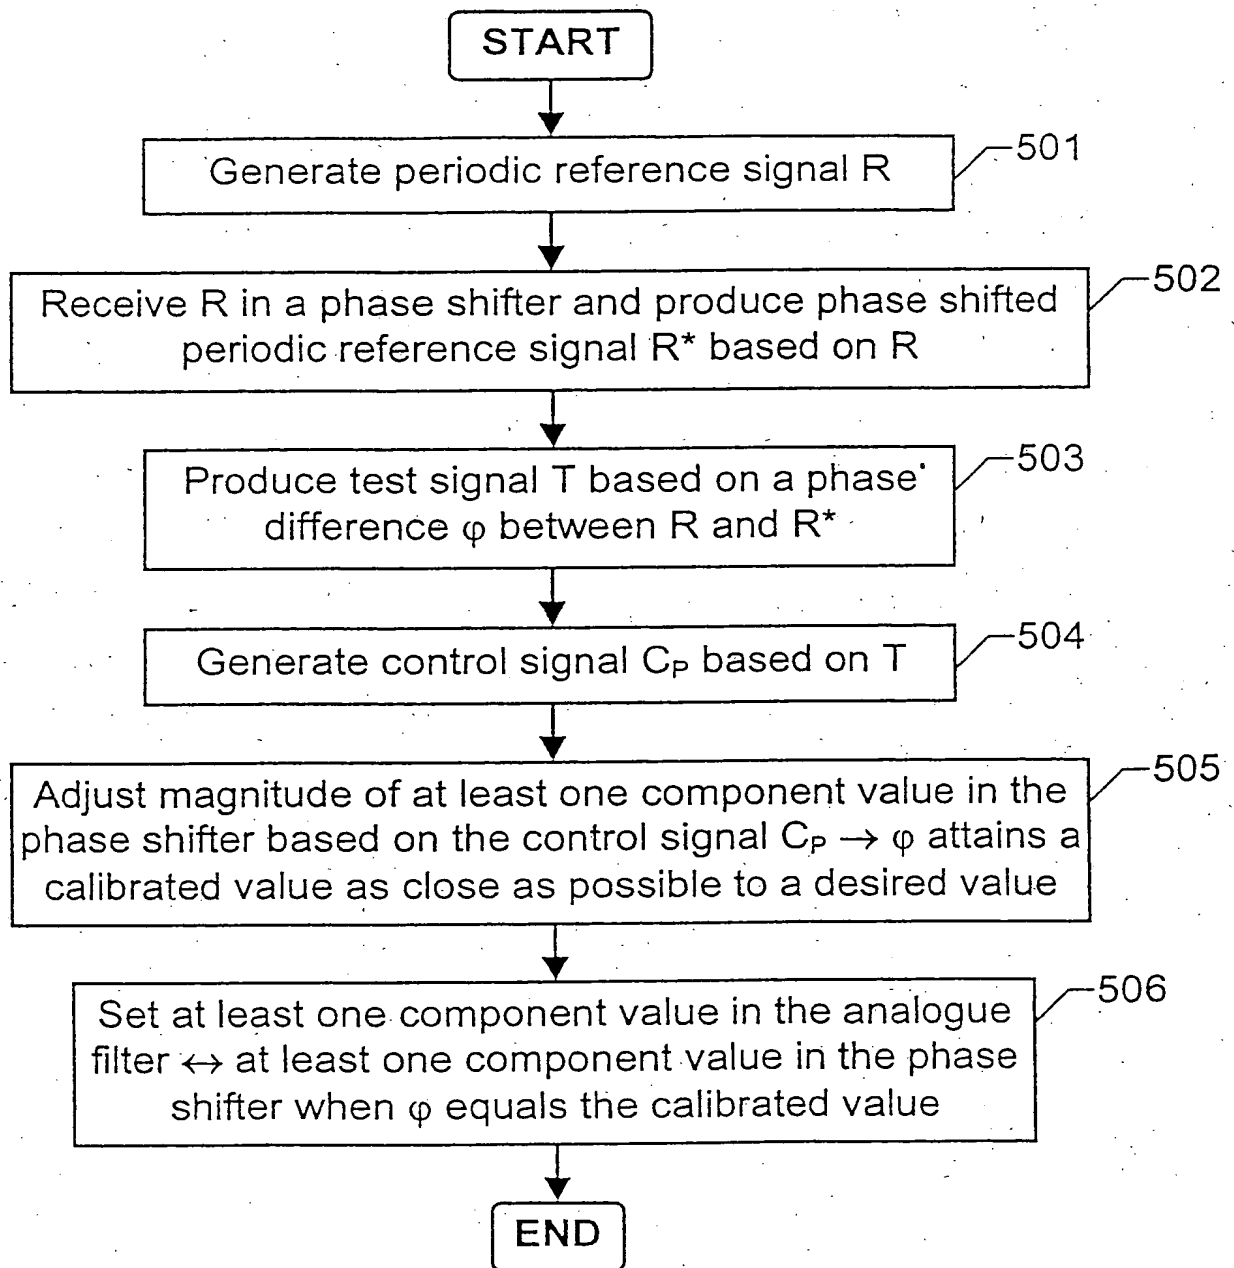 START
Generate periodic reference signal R
501
Receive R in a phase shifter and produce phase shifted
periodic reference signal R* based on R
502
Produce test signal T based on a phase
difference φ between R and R*
503
Generate control signal CP based on T
504
Adjust magnitude of at least one component value in the
phase shifter based on the control signal CP → φ attains a
calibrated value as close as possible to a desired value
505
Set at least one component value in the analogue
filter ↔ at least one component value in the phase
shifter when φ equals the calibrated value
506
END